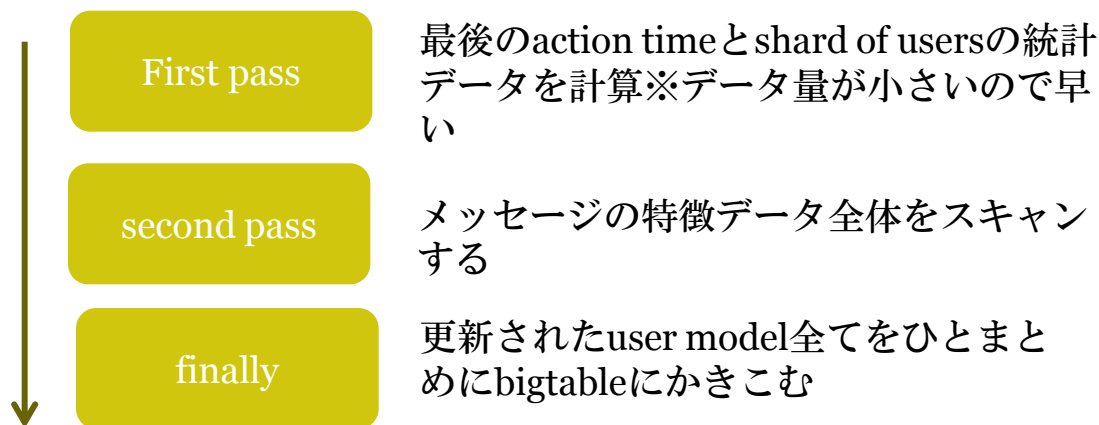 First pass
最後のaction timeとshard of usersの統計
データを計算※データ量が小さいので早
い
second pass
メッセージの特徴データ全体をスキャン
する
finally
更新されたuser model全てをひとまと
めにbigtableにかきこむ